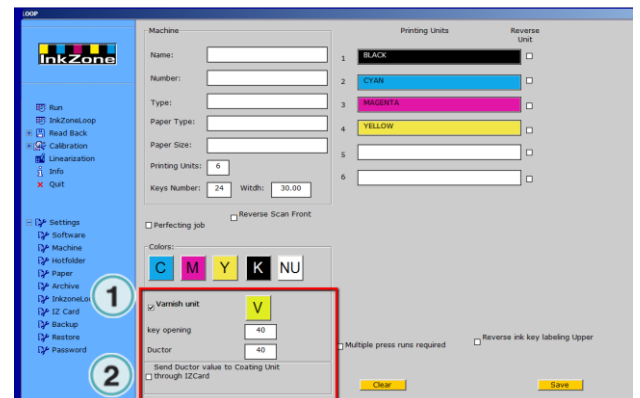 LOOP
InkZone
Run
InkZoneLoop
Read Back
Calibration
Linearization
Info
Quit
Settings
Software
Machine
Hotfolder
Paper
Archive
InkzoneLo
IZ Card
Backup
Restore
Password
1
2
Machine
Name:
Number:
Type:
Paper Type:
Paper Size:
Printing Units: 6
Keys Number: 24 Witdh: 30.00
Reverse Scan Front
Perfecting job
Colors:
C M Y K NU
Varnish unit V
key opening 40
Ductor 40
Send Ductor value to Coating Unit
through IZCard
Printing Units Reverse
Unit
1 BLACK
2 CYAN
3 MAGENTA
4 YELLOW
5
6
Multiple press runs required
Reverse ink key labeling Upper
Clear Save